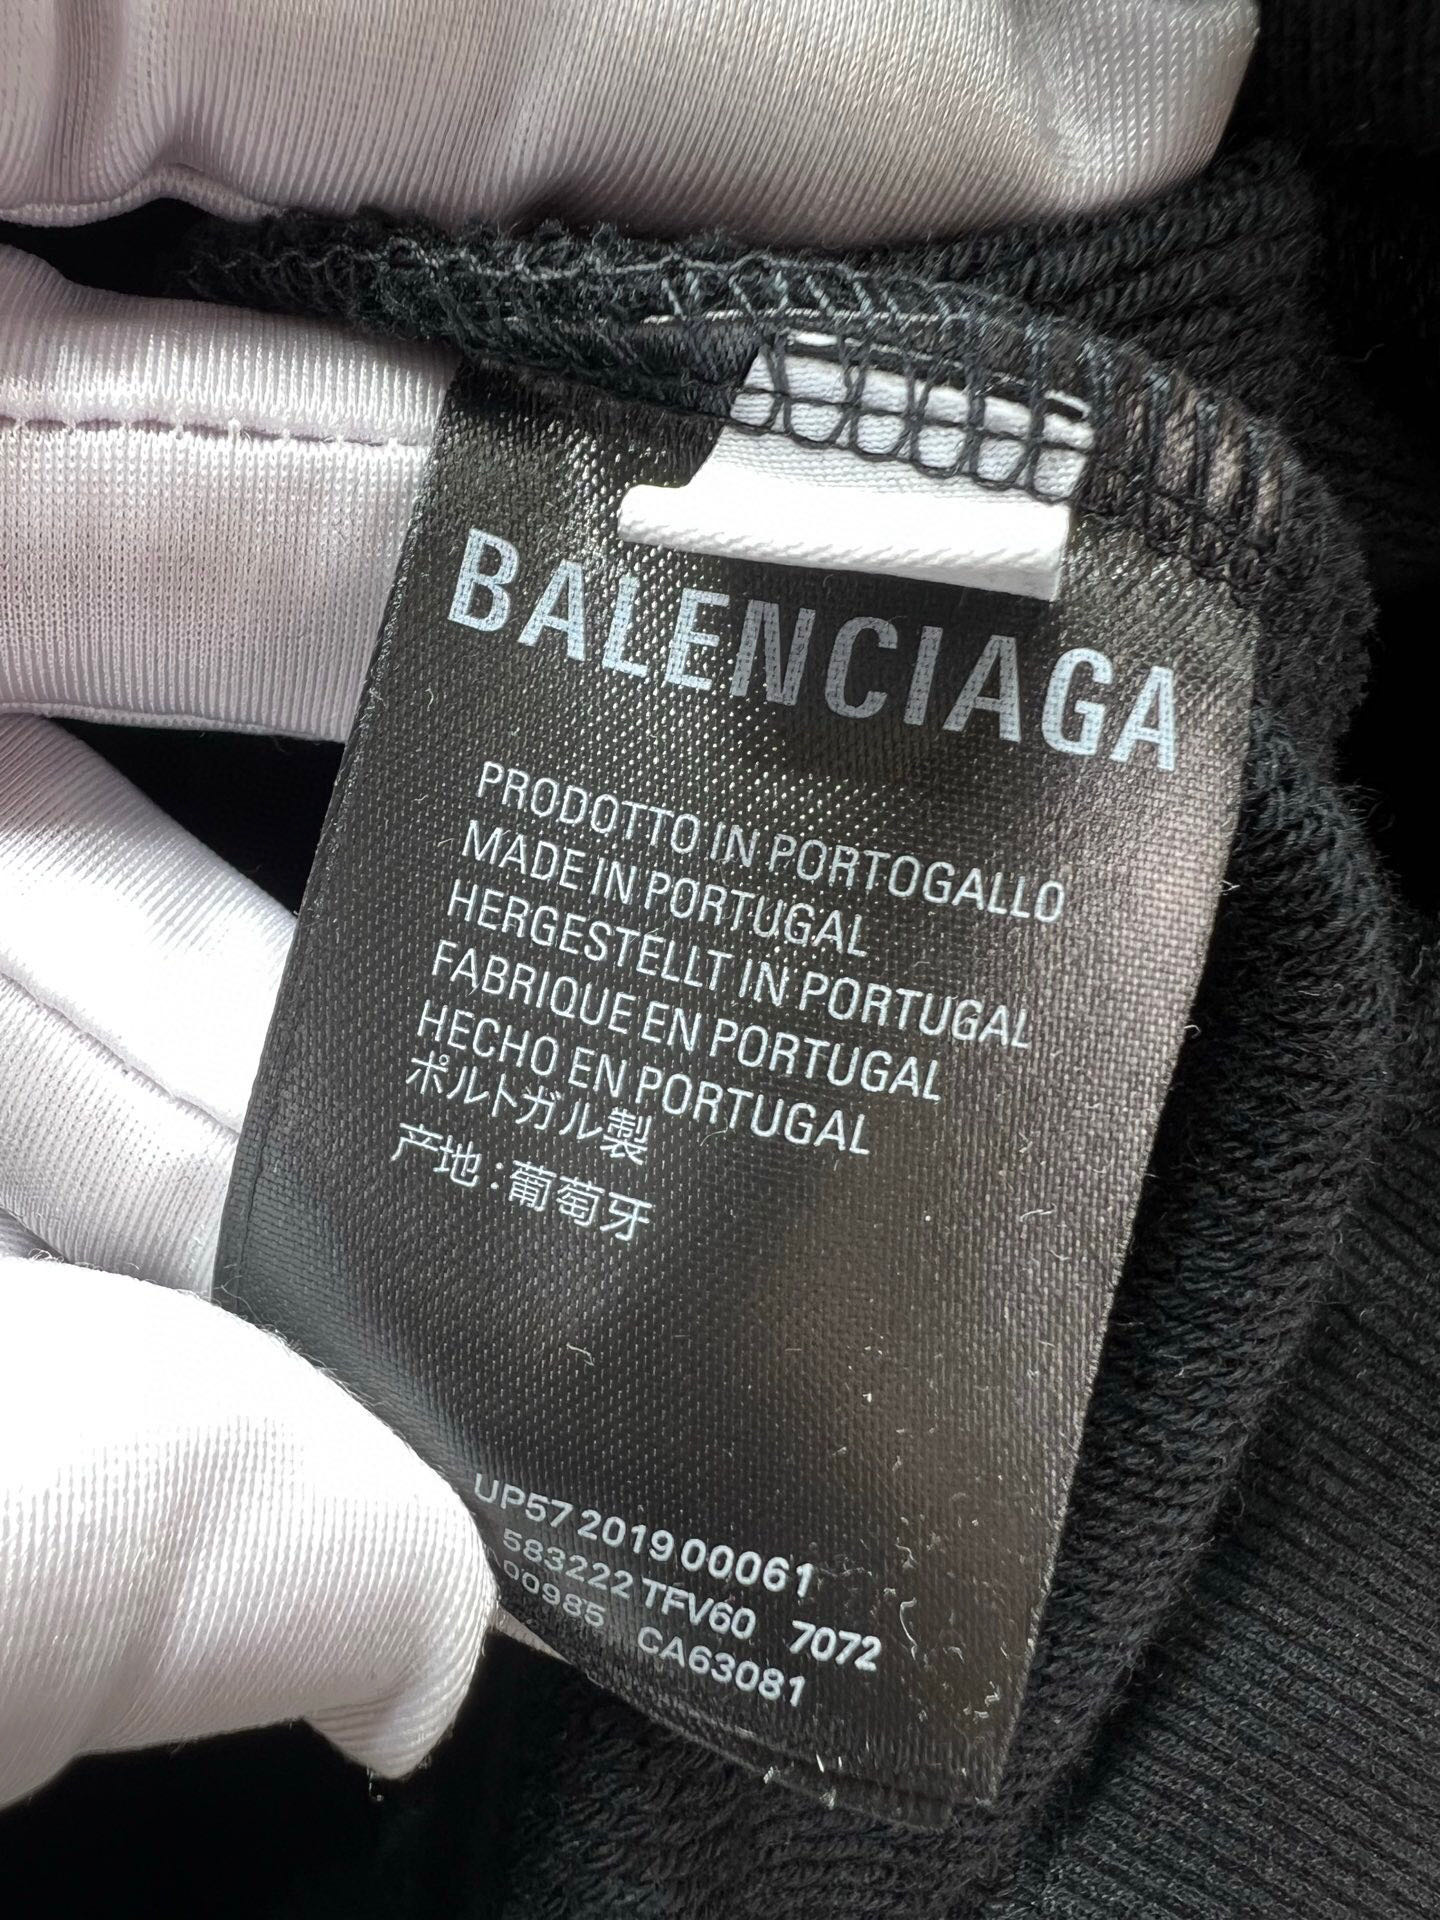 BALENCIAGA
PRODOTTO IN PORTOGALLO
MADE IN PORTUGAL
HERGESTELLT IN PORTUGAL
FABRIQUE EN PORTUGAL
HECHO EN PORTUGAL
ポルトガル製
产地:葡萄牙
UP57 2019 00061
583222 TFV60 7072
00985 CA63081